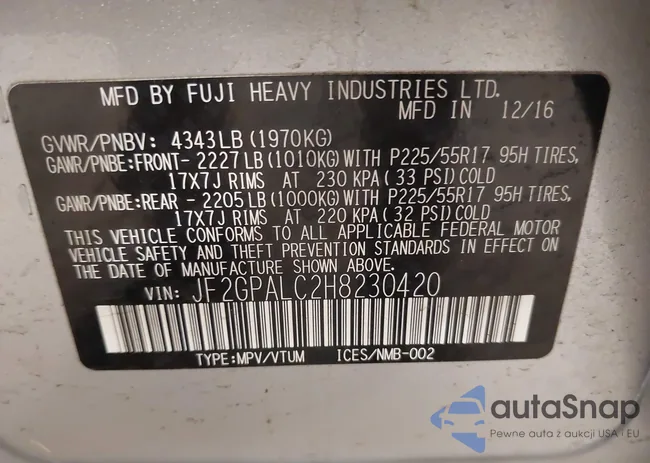 MFD BY FUJI HEAVY INDUSTRIES LTD.
MFD IN 12/16
GVWR/PNBV: 4343LB (1970KG)
GAWR/PNBE:FRONT- 2227LB (1010KG) WITH P225/55R17 95H TIRES,
17X7J RIMS AT 230 KPA (33 PSI) COLD
GAWR/PNBE:REAR - 2205LB (1000KG) WITH P225/55R17 95H TIRES,
17X7J RIMS AT 220 KPA (32 PSI) COLD
THIS VEHICLE CONFORMS TO ALL APPLICABLE FEDERAL MOTOR
VEHICLE SAFETY AND THEFT PREVENTION STANDARDS IN EFFECT ON
THE DATE OF MANUFACTURE SHOWN ABOVE.
VIN: JF2GPALC2H8230420
TYPE:MPV/VTUM ICES/NMB-002
autaSnap
Pewne auta z aukcji USA i EU